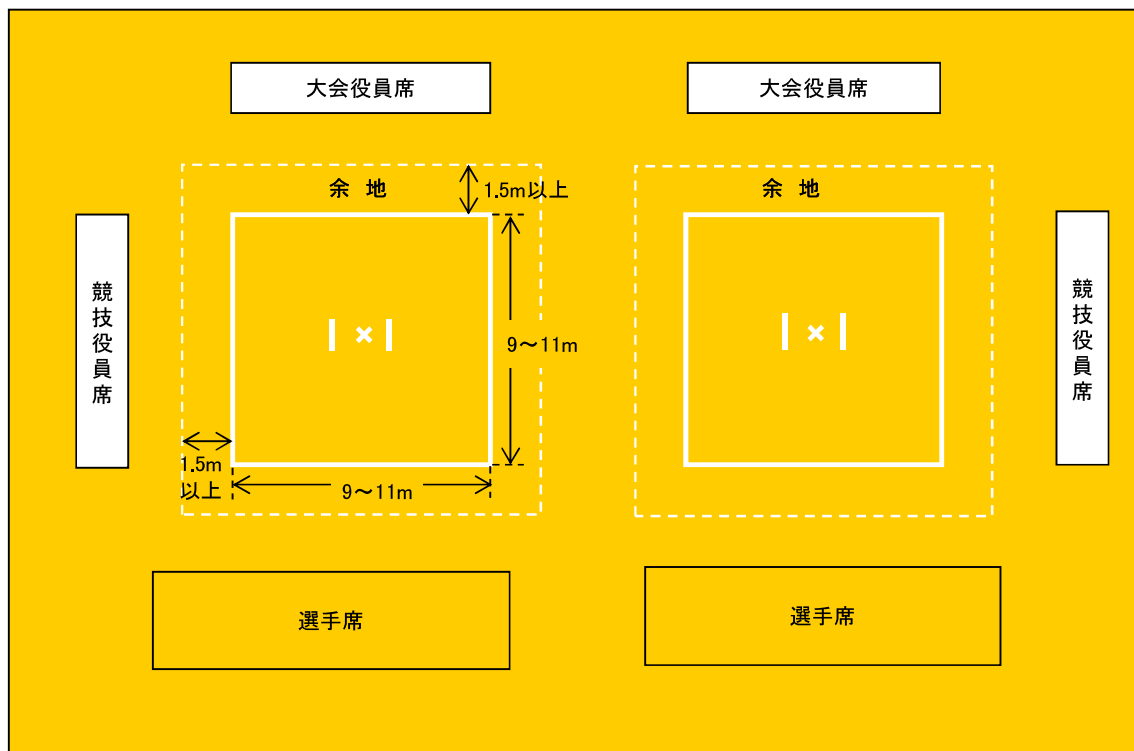 大会役員席
大会役員席
余 地
1.5m以上
余 地
競技役員席
9～11m
競技役員席
1.5m
以上
9～11m
選手席
選手席